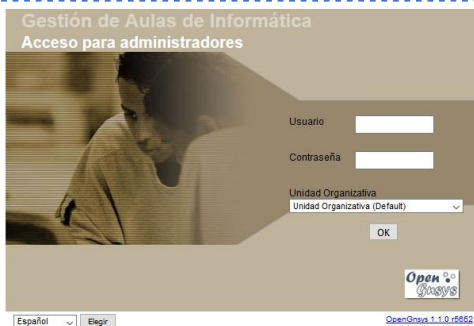 Gestión de Aulas de Informática
Acceso para administradores
Usuario
Contraseña
Unidad Organizativa
Unidad Organizativa (Default)
OK
Open
Gnsys
Español
Elegir
OpenGnsys 1.1.0 r5652